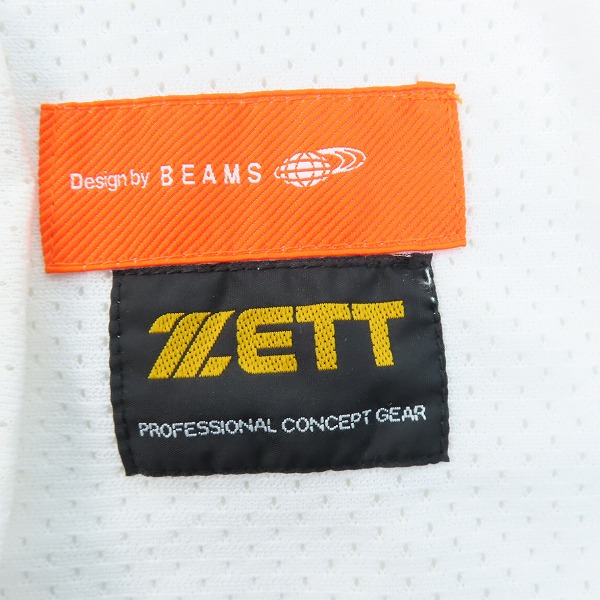 Design by BEAMS
ZETT
PROFESSIONAL CONCEPT GEAR